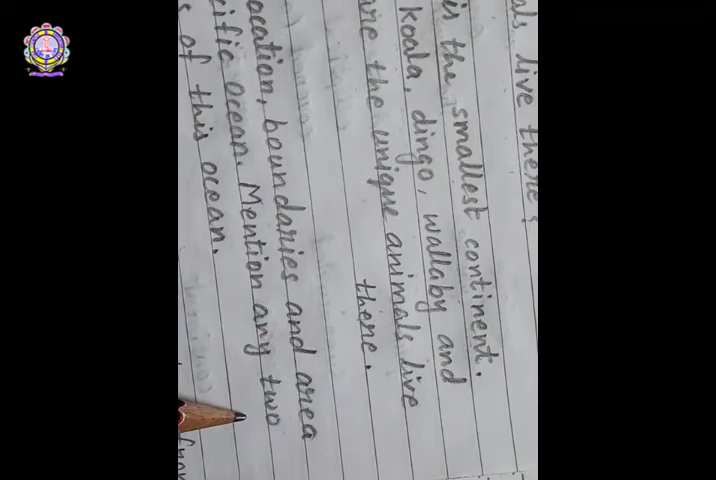 als live there?
is the smallest continent.
koala, dingo, wallaby and
are the unique animals live
there.
ocation, boundaries and area
cific ocean. Mention any two
s of this ocean.